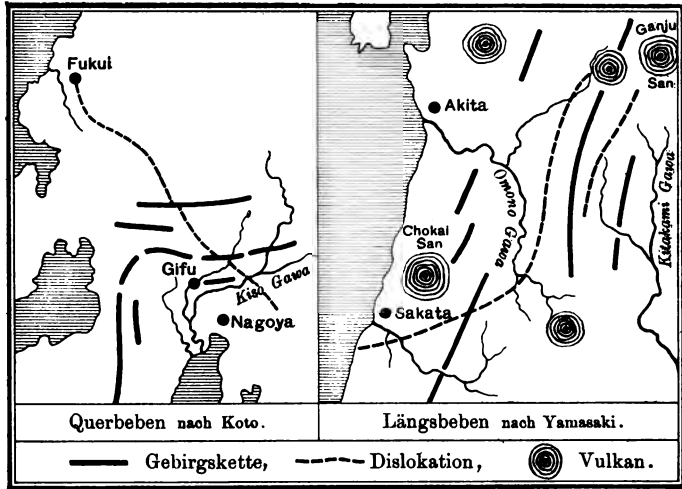 Fukui
Gifu
Kiso Gawa
Nagoya
Ganju
San
Akita
Omono Gawa
Kitakami Gawa
Chokai
San
Sakata
Querbeben nach Koto.
Längsbeben nach Yamasaki.
Gebirgskette, Dislokation, Vulkan.